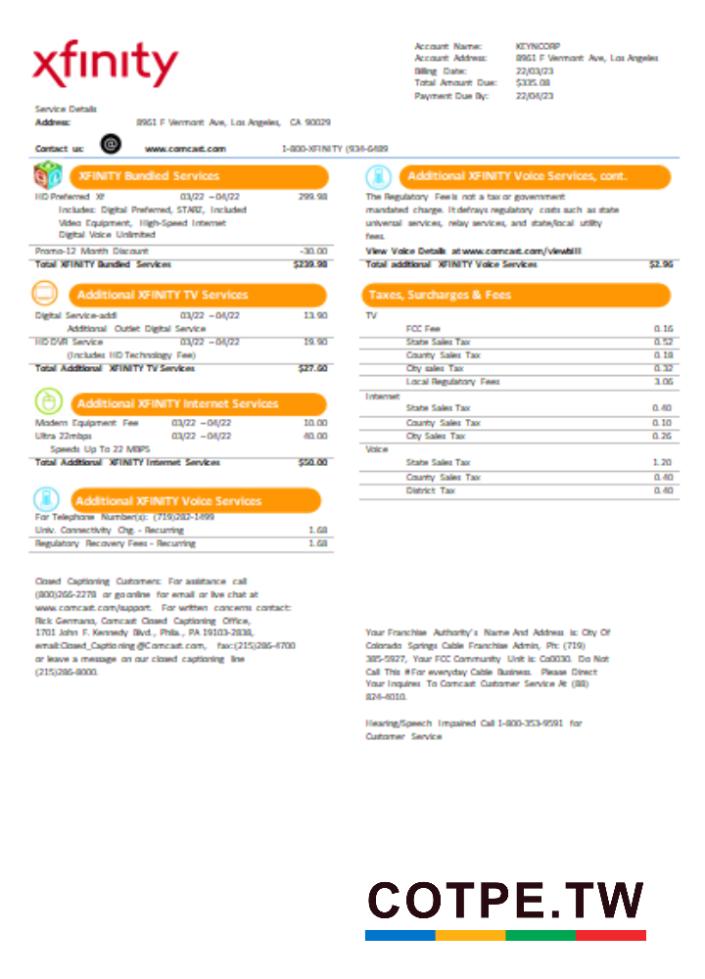 xfinity
Account Name: KEYNCORP
Account Address: 8961 F Vermont Ave, Los Angeles
Billing Date: 22/03/23
Total Amount Due: $335.08
Payment Due By: 22/04/23
Service Details
Address: 8961 F Vermont Ave, Los Angeles, CA 90029
Contact us: @ www.comcast.com 1-800-XFINITY (934-6489
XFINITY Bundled Services
HD Preferred Xf 03/22 – 04/22 299.98
Includes: Digital Preferred, STARZ, Included
Video Equipment, High-Speed Internet
Digital Voice Unlimited
Promo-12 Month Discount -30.00
Total XFINITY Bundled Services $239.98
Additional XFINITY TV Services
Digital Service-addl 03/22 – 04/22 13.90
Additional Outlet Digital Service
HD DVR Service 03/22 – 04/22 19.90
(Includes HD Technology Fee)
Total Additional XFINITY TV Services $27.60
Additional XFINITY Internet Services
Modem Equipment Fee 03/22 – 04/22 10.00
Ultra 22mbps 03/22 – 04/22 40.00
Speeds Up To 22 MBPS
Total Additional XFINITY Internet Services $50.00
Additional XFINITY Voice Services
For Telephone Number(s): (719)282-1499
Univ. Connectivity Chg. - Recurring 1.68
Regulatory Recovery Fees - Recurring 1.68
Closed Captioning Customers: For assistance call
(800)266-2278 or go online for email or live chat at
www.comcast.com/support. For written concerns contact:
Rick Germano, Comcast Closed Captioning Office,
1701 John F. Kennedy Blvd., Phila., PA 19103-2838,
email:Closed_Captioning@Comcast.com, fax:(215)286-4700
or leave a message on our closed captioning line
(215)286-8000.
Additional XFINITY Voice Services, cont.
The Regulatory Fee is not a tax or government
mandated charge. It defrays regulatory costs such as state
universal services, relay services, and state/local utility
fees.
View Voice Details at www.comcast.com/viewbill
Total additional XFINITY Voice Services $2.96
Taxes, Surcharges & Fees
TV
FCC Fee 0.16
State Sales Tax 0.52
County Sales Tax 0.18
City sales Tax 0.32
Local Regulatory Fees 3.06
Internet
State Sales Tax 0.40
County Sales Tax 0.10
City Sales Tax 0.26
Voice
State Sales Tax 1.20
County Sales Tax 0.40
District Tax 0.40
Your Franchise Authority's Name And Address is: City Of
Colorado Springs Cable Franchise Admin, Ph: (719)
385-5927, Your FCC Community Unit is: Co0030. Do Not
Call This # For everyday Cable Business. Please Direct
Your Inquires To Comcast Customer Service At (88)
824-4010.
Hearing/Speech Impaired Call 1-800-353-9591 for
Customer Service
COTPE.TW